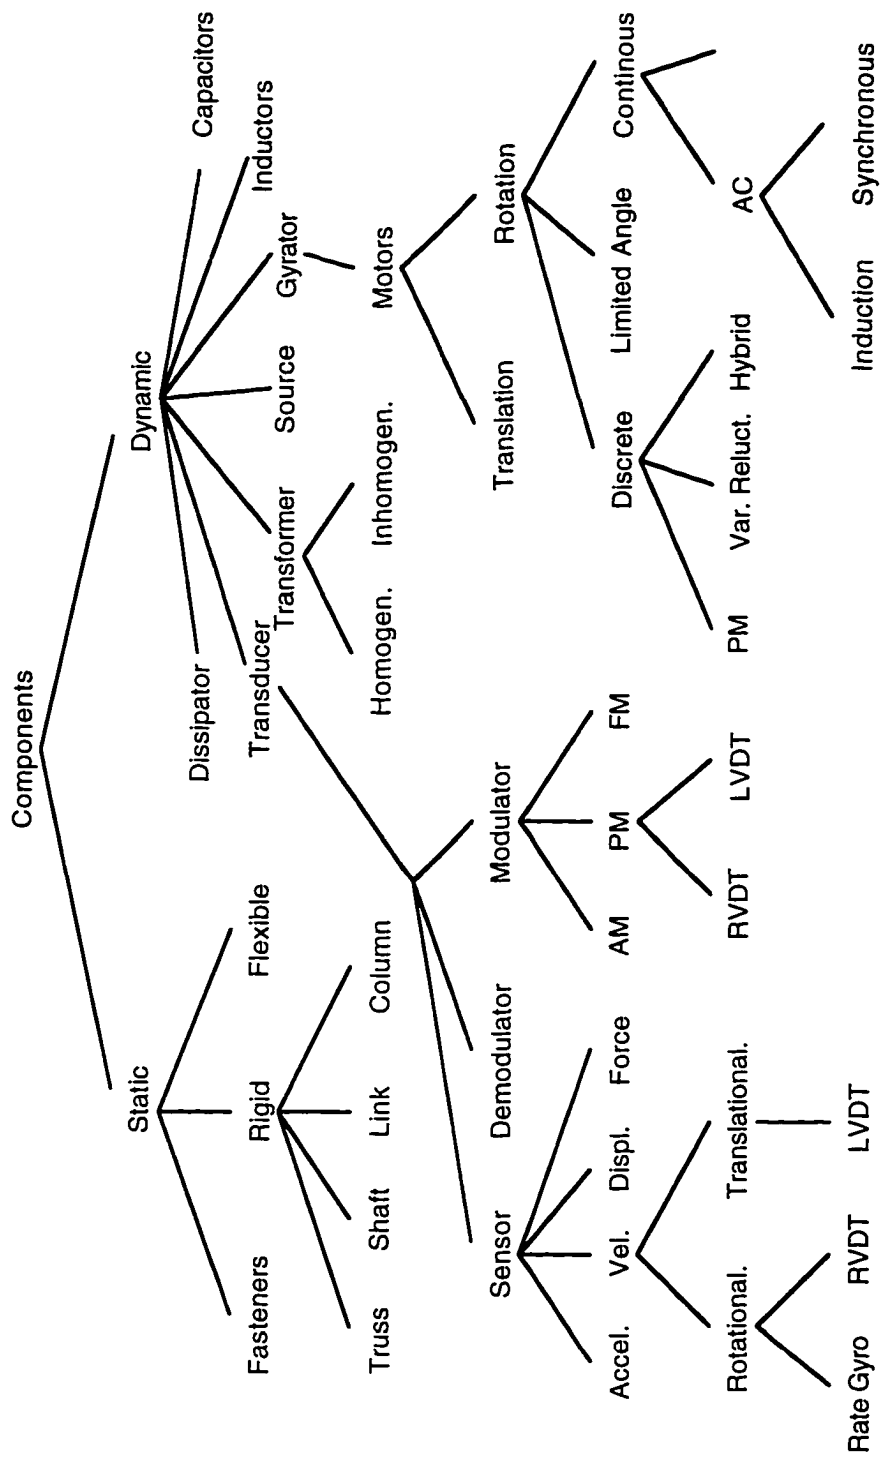 Components
Static
Dynamic
Dissipator
Capacitors
Fasteners
Rigid
Flexible
Transducer
Inductors
Transformer
Source
Gyrator
Truss
Shaft
Link
Column
Homogen.
Inhomogen.
Motors
Sensor
Demodulator
Modulator
Translation
Rotation
Accel.
Vel.
Displ.
Force
AM
PM
FM
Discrete
Limited Angle
Continous
Rotational.
Translational.
RVDT
LVDT
PM
Var. Reluct.
Hybrid
AC
Rate Gyro
RVDT
LVDT
Induction
Synchronous